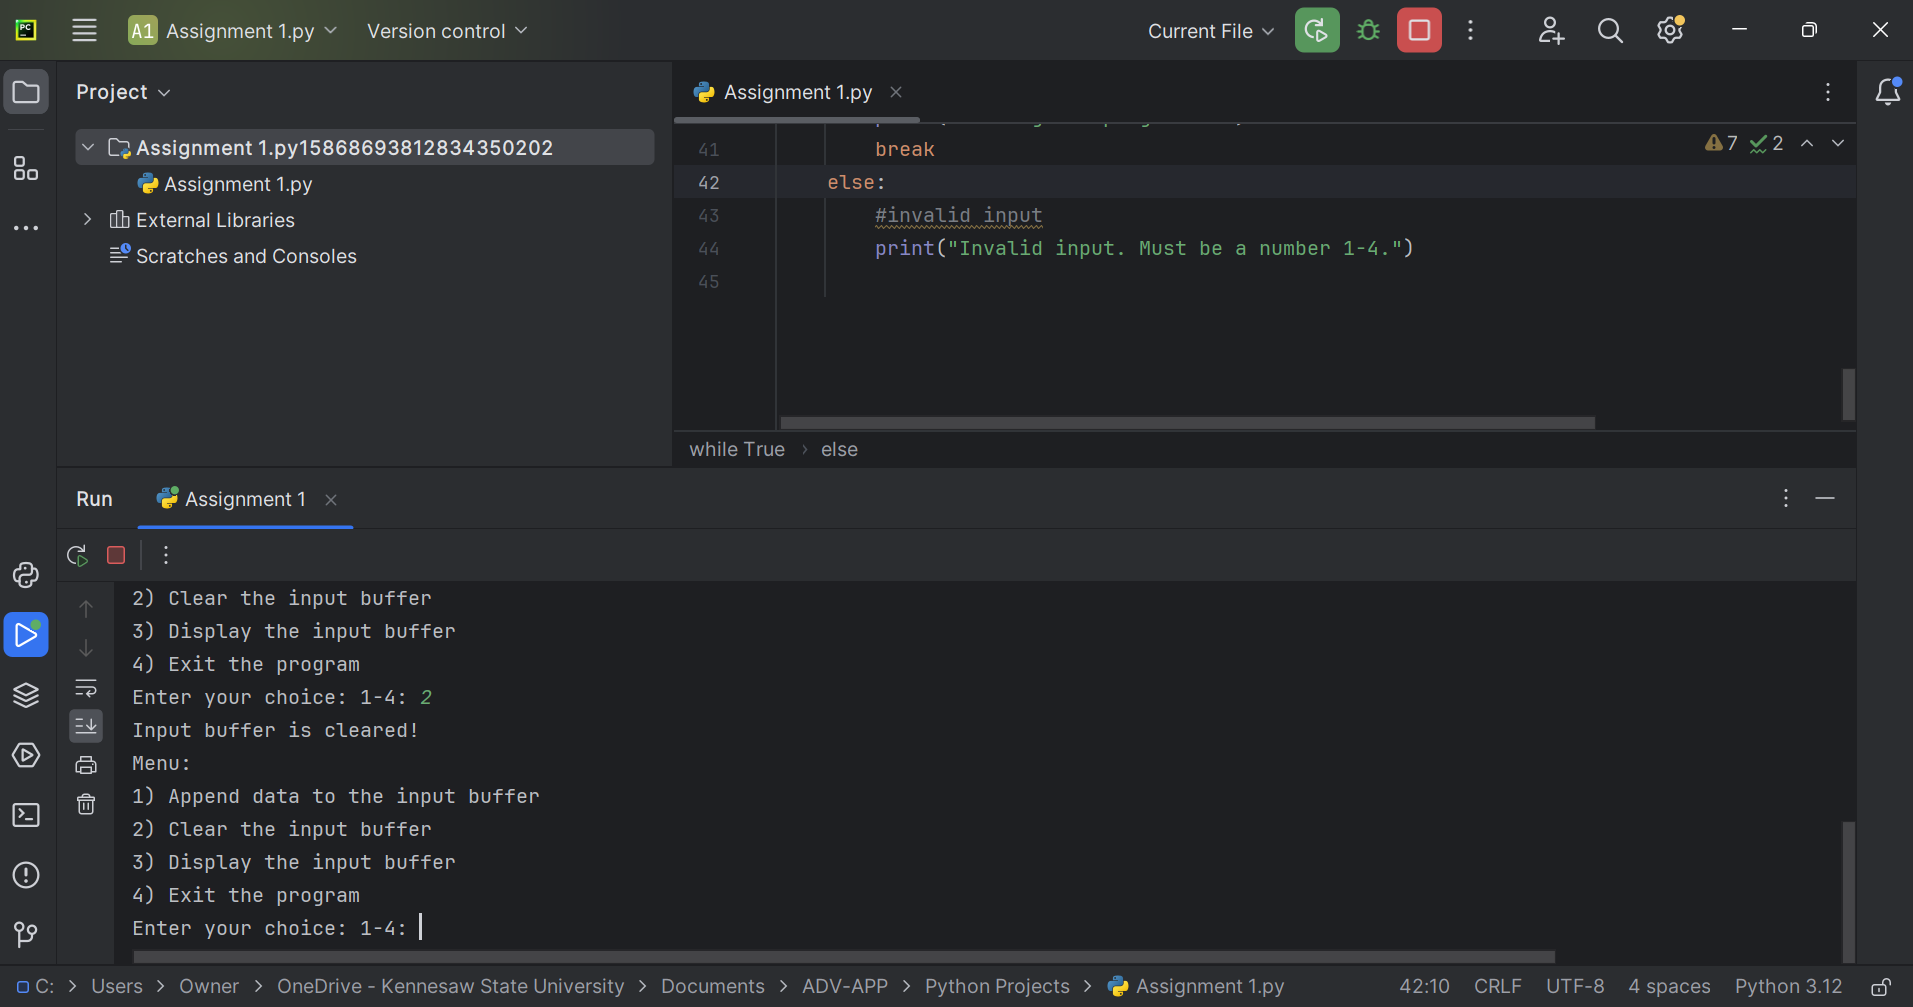 PC
A1 Assignment 1.py Version control Current File
Project
Assignment 1.py15868693812834350202
Assignment 1.py
External Libraries
Scratches and Consoles
Assignment 1.py
7 2
41 break
42 else:
43 #invalid input
44 print("Invalid input. Must be a number 1-4.")
45
while True › else
Run Assignment 1
2) Clear the input buffer
3) Display the input buffer
4) Exit the program
Enter your choice: 1-4: 2
Input buffer is cleared!
Menu:
1) Append data to the input buffer
2) Clear the input buffer
3) Display the input buffer
4) Exit the program
Enter your choice: 1-4:
C: > Users > Owner > OneDrive - Kennesaw State University > Documents > ADV-APP > Python Projects > Assignment 1.py 42:10 CRLF UTF-8 4 spaces Python 3.12